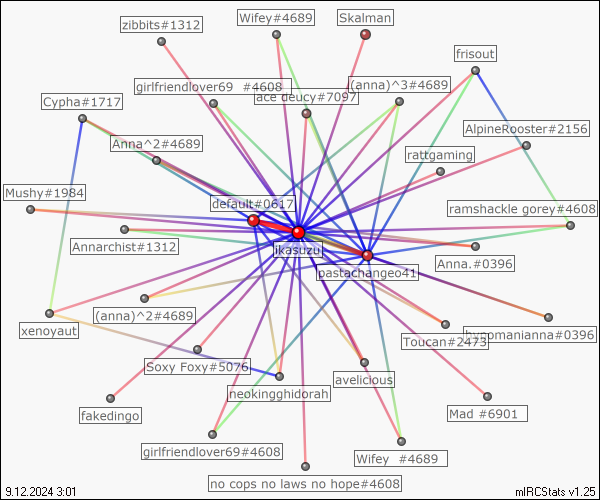 Wifey#4689
Skalman
zibbits#1312
frisout
girlfriendlover69 #4608
(anna)^3#4689
ace deucy#7097
Cypha#1717
AlpineRooster#2156
Anna^2#4689
rattgaming
Mushy#1984
default#0617
ramshackle gorey#4608
Annarchist#1312
ikasuzu
Anna.#0396
pastachangeo41
(anna)^2#4689
xenoyaut
hypomanianna#0396
Toucan#2473
Soxy Foxy#5076
avelicious
neokingghidorah
fakedingo
Mad #6901
girlfriendlover69#4608
Wifey #4689
no cops no laws no hope#4608
9.12.2024 3:01
mIRCStats v1.25